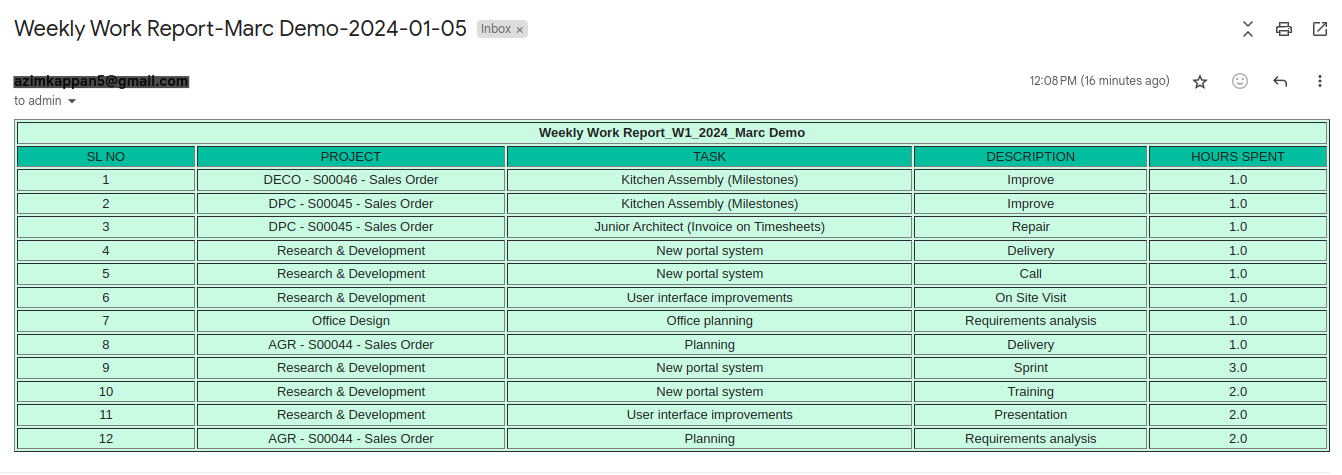 Weekly Work Report-Marc Demo-2024-01-05 Inbox ×
azimkappan5@gmail.com 12:08 PM (16 minutes ago)
to admin
Weekly Work Report_W1_2024_Marc Demo
SL NO PROJECT TASK DESCRIPTION HOURS SPENT
1 DECO - S00046 - Sales Order Kitchen Assembly (Milestones) Improve 1.0
2 DPC - S00045 - Sales Order Kitchen Assembly (Milestones) Improve 1.0
3 DPC - S00045 - Sales Order Junior Architect (Invoice on Timesheets) Repair 1.0
4 Research & Development New portal system Delivery 1.0
5 Research & Development New portal system Call 1.0
6 Research & Development User interface improvements On Site Visit 1.0
7 Office Design Office planning Requirements analysis 1.0
8 AGR - S00044 - Sales Order Planning Delivery 1.0
9 Research & Development New portal system Sprint 3.0
10 Research & Development New portal system Training 2.0
11 Research & Development User interface improvements Presentation 2.0
12 AGR - S00044 - Sales Order Planning Requirements analysis 2.0